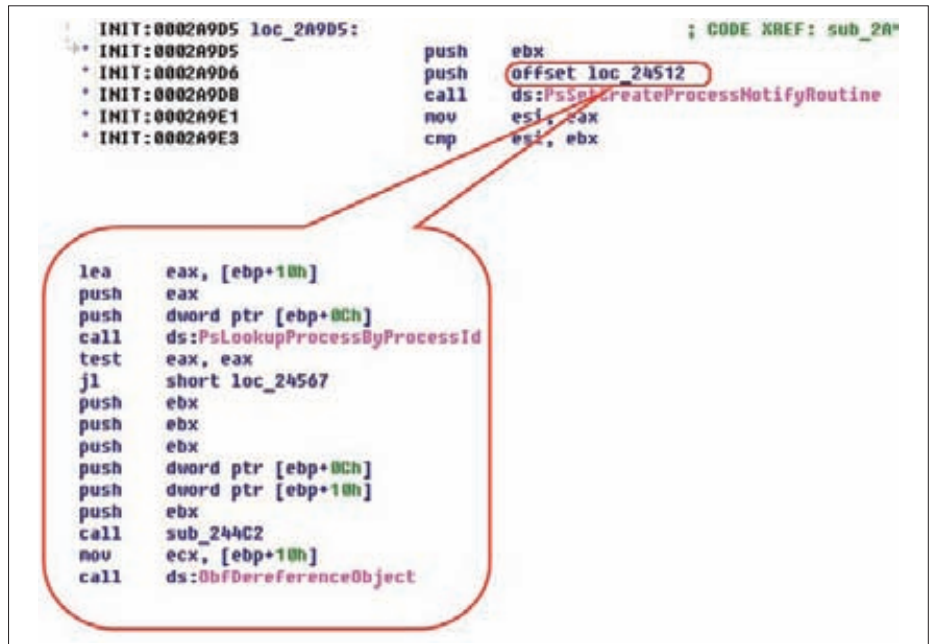 INIT:0002A9D5 loc_2A9D5: ; CODE XREF: sub_2A
INIT:0002A9D5 push ebx
INIT:0002A9D6 push offset loc_24512
INIT:0002A9DB call ds:PsSetCreateProcessNotifyRoutine
INIT:0002A9E1 mov esi, eax
INIT:0002A9E3 cmp esi, ebx
lea eax, [ebp+10h]
push eax
push dword ptr [ebp+0Ch]
call ds:PsLookupProcessByProcessId
test eax, eax
jl short loc_24567
push ebx
push ebx
push ebx
push dword ptr [ebp+0Ch]
push dword ptr [ebp+10h]
push ebx
call sub_244C2
mov ecx, [ebp+10h]
call ds:ObfDereferenceObject